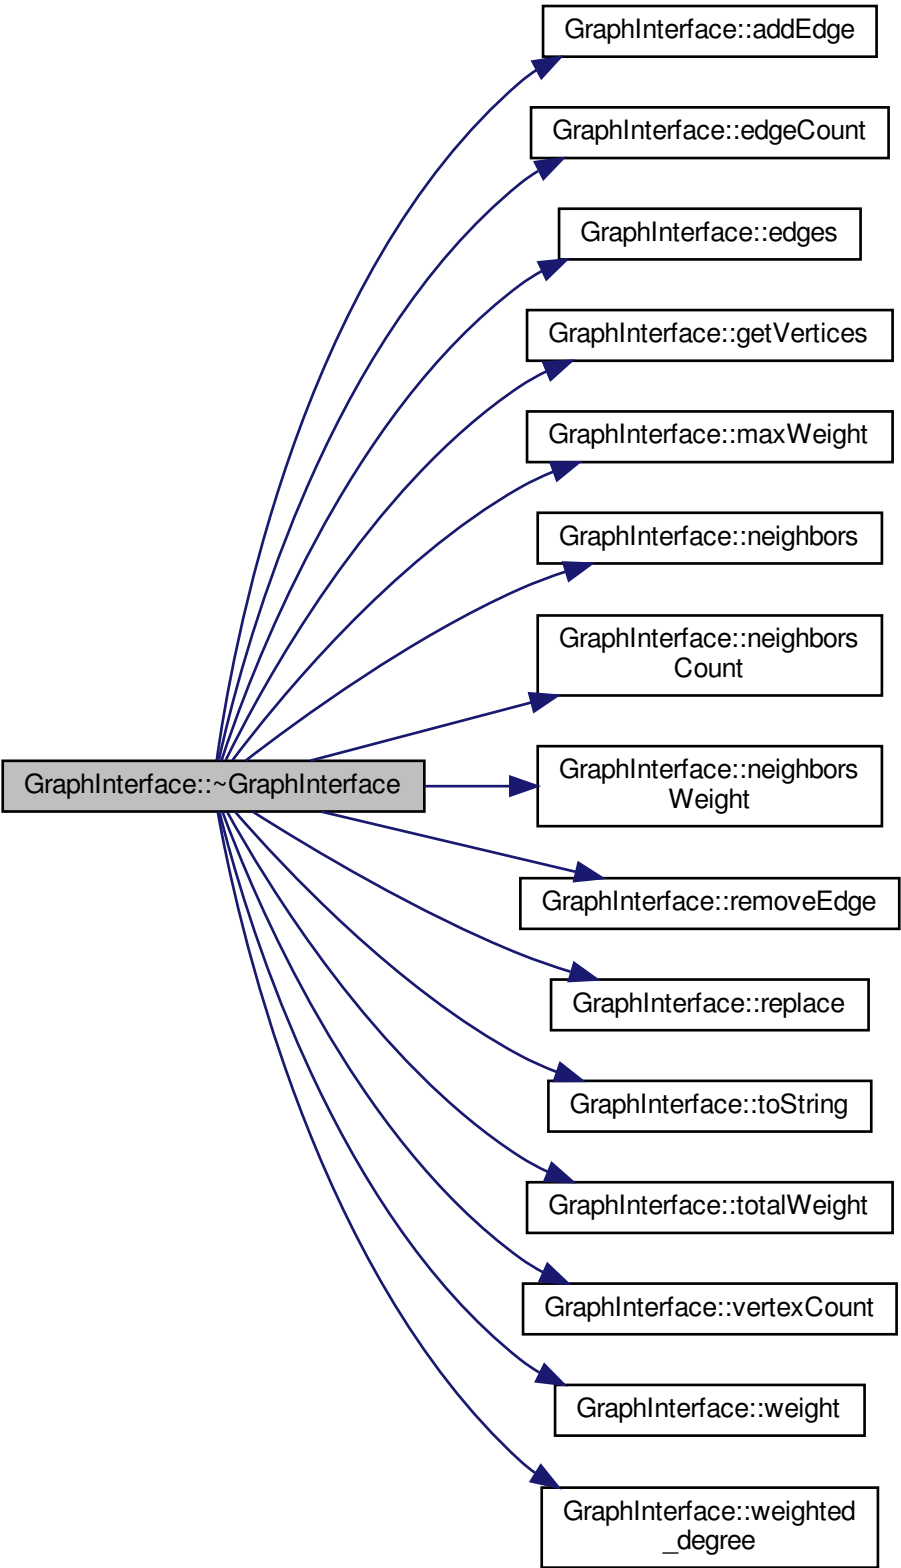 GraphInterface::addEdge
GraphInterface::edgeCount
GraphInterface::edges
GraphInterface::getVertices
GraphInterface::maxWeight
GraphInterface::neighbors
GraphInterface::neighbors
Count
GraphInterface::~GraphInterface
GraphInterface::neighbors
Weight
GraphInterface::removeEdge
GraphInterface::replace
GraphInterface::toString
GraphInterface::totalWeight
GraphInterface::vertexCount
GraphInterface::weight
GraphInterface::weighted
_degree